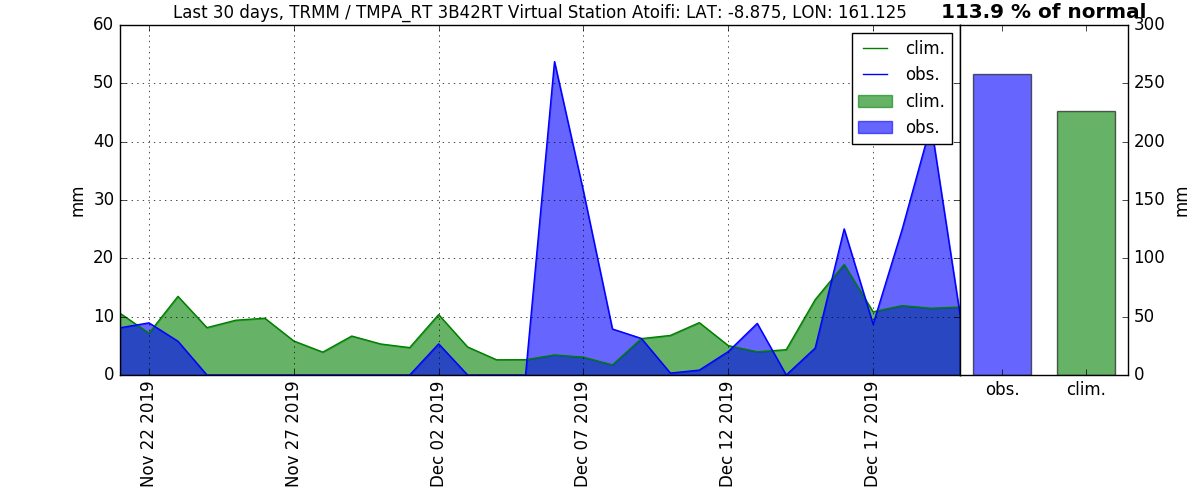 Last 30 days, TRMM / TMPA_RT 3B42RT Virtual Station Atoifi: LAT: -8.875, LON: 161.125
113.9 % of normal
60
50
40
30
20
10
0
mm
clim.
obs.
clim.
obs.
300
250
200
150
100
50
0
mm
Nov 22 2019
Nov 27 2019
Dec 02 2019
Dec 07 2019
Dec 12 2019
Dec 17 2019
obs.
clim.